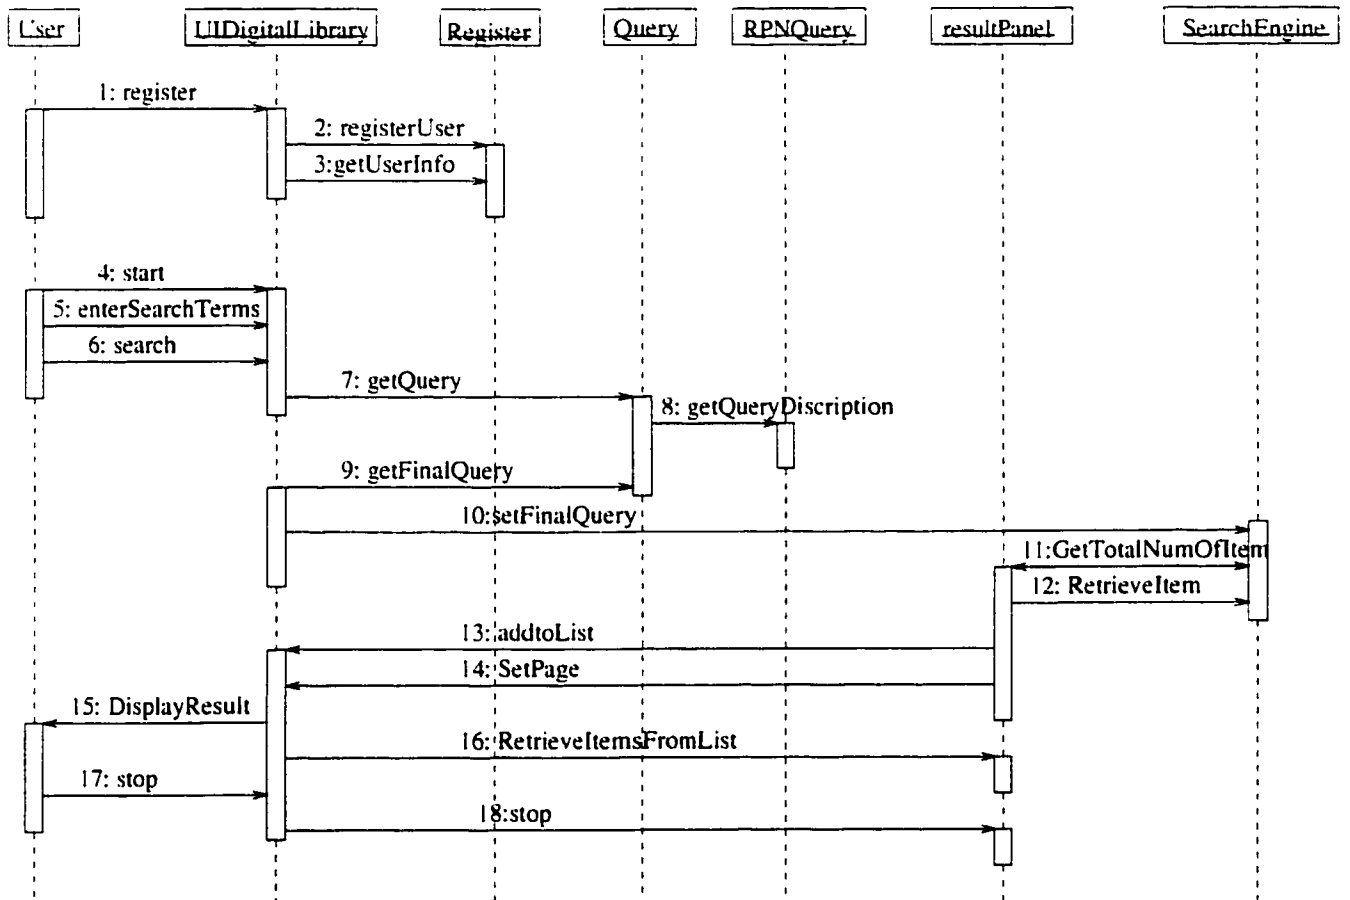 User UIDigitalLibrary Register Query RPNQuery resultPanel SearchEngine
1: register
2: registerUser
3:getUserInfo
4: start
5: enterSearchTerms
6: search
7: getQuery
8: getQueryDiscription
9: getFinalQuery
10:setFinalQuery
11:GetTotalNumOfItem
12: RetrieveItem
13: addtoList
14: SetPage
15: DisplayResult
16: RetrieveItemsFromList
17: stop
18:stop